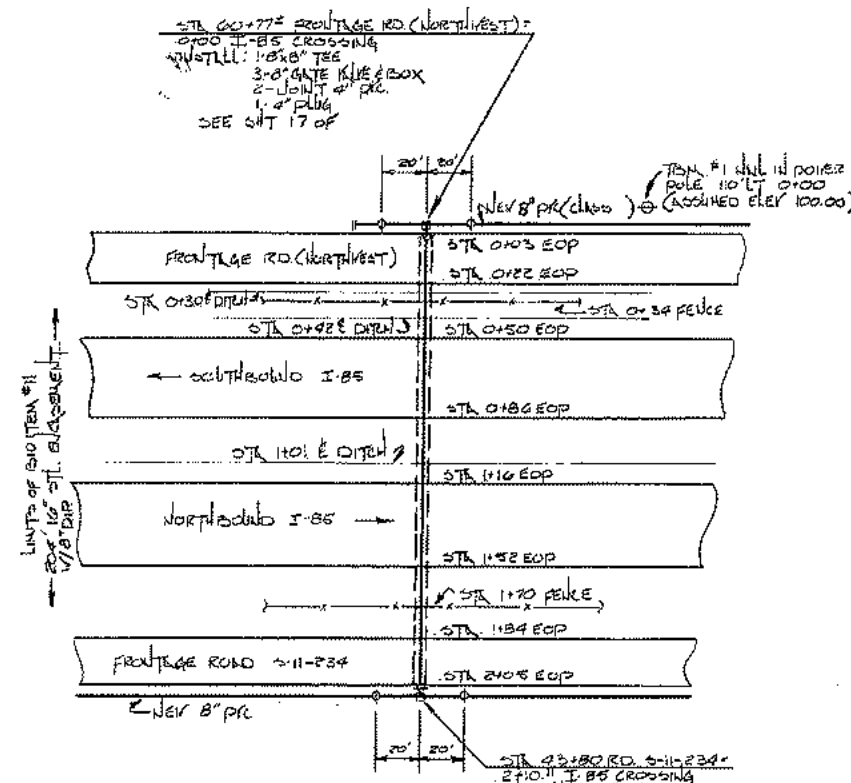 STA 60+77± FRONTAGE RD. (NORTHWEST) =
0+00 I-85 CROSSING
INSTALL: 1-8"x8" TEE
3-8" GATE VALVE & BOX
2-JOINT 4" PVC
1-4" PLUG
SEE SHT 17 OF
20' 20'
TBM #1 NAIL IN POWER
POLE 110' LT 0+00
(ASSUMED ELEV 100.00)
NEW 8" PVC (CLASS )
STA 0+03 EOP
FRONTAGE RD. (NORTHWEST)
STA 0+22 EOP
STA 0+30 ℄ DITCH
STA 0+34 FENCE
STA 0+42 ℄ DITCH
STA 0+50 EOP
SOUTHBOUND I-85
STA 0+86 EOP
STA 1+01 ℄ DITCH
STA 1+16 EOP
LIMITS OF BID ITEM #11
204' 16" STL ENCASEMENT
W/8" DIP
NORTHBOUND I-85
STA 1+52 EOP
STA 1+70 FENCE
STA 1+84 EOP
FRONTAGE ROAD S-11-234
STA 2+05 EOP
NEW 8" PVC
20' 20'
STA 43+80 RD. S-11-234 =
2+10 I-85 CROSSING